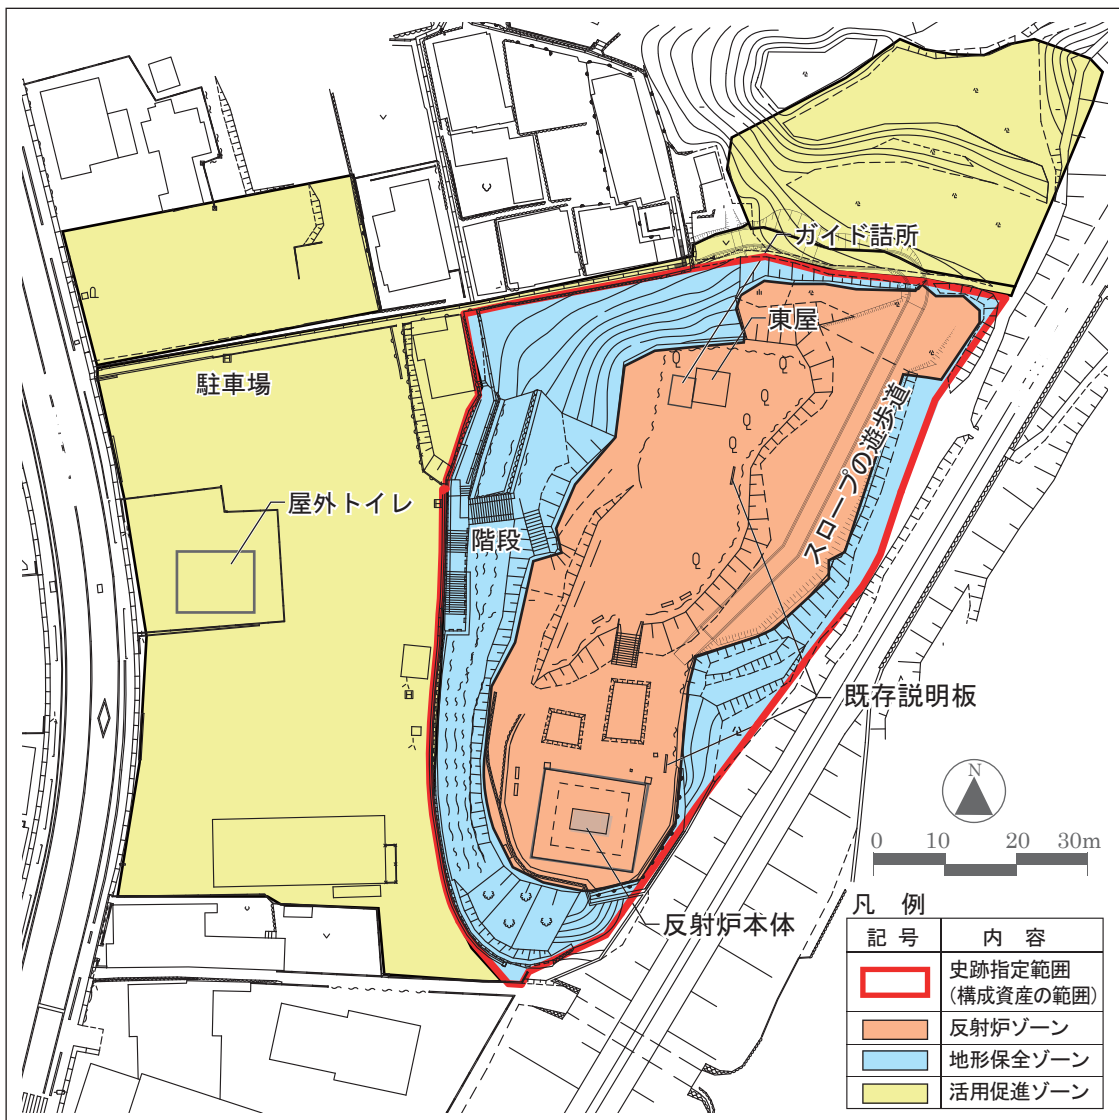 ガイド詰所
東屋
駐車場
スロープの遊歩道
屋外トイレ
階段
既存説明板
N
0 10 20 30m
反射炉本体
凡 例
記 号 内 容
史跡指定範囲
(構成資産の範囲)
反射炉ゾーン
地形保全ゾーン
活用促進ゾーン